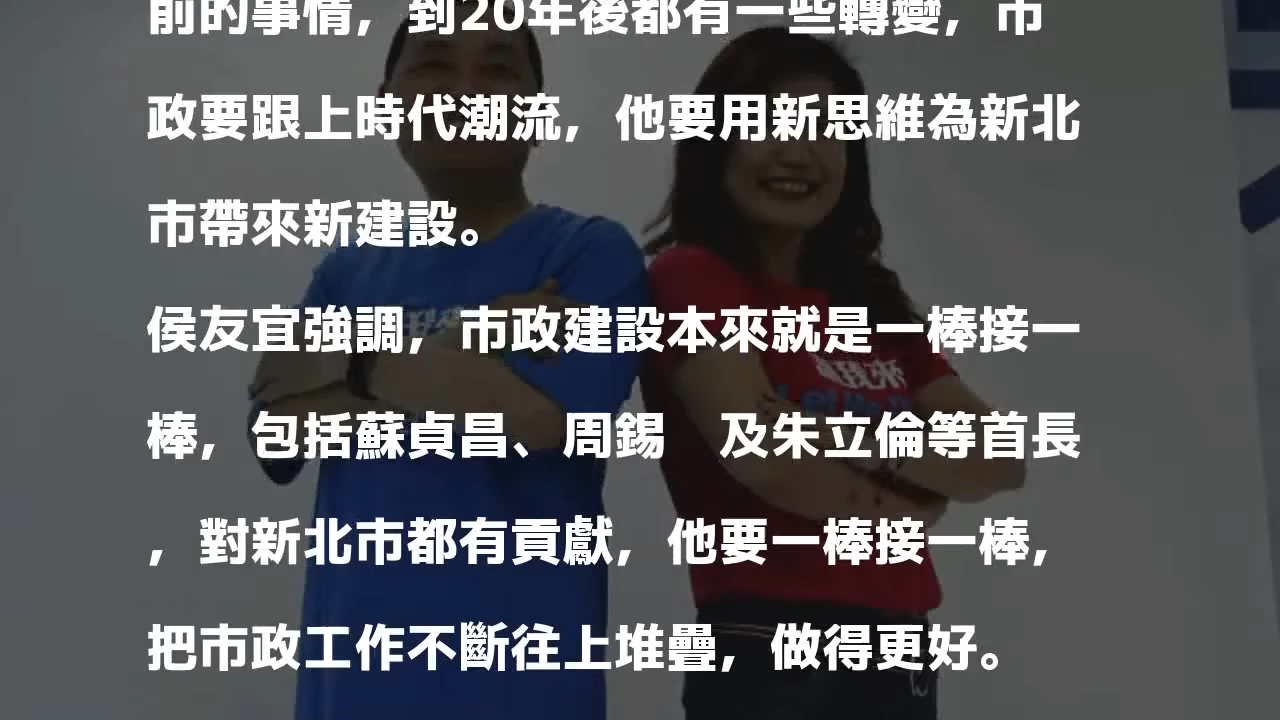 前的事情，到20年後都有一些轉變，市
政要跟上時代潮流，他要用新思維為新北
市帶來新建設。
侯友宜強調，市政建設本來就是一棒接一
棒，包括蘇貞昌、周錫　及朱立倫等首長
，對新北市都有貢獻，他要一棒接一棒，
把市政工作不斷往上堆疊，做得更好。
我來